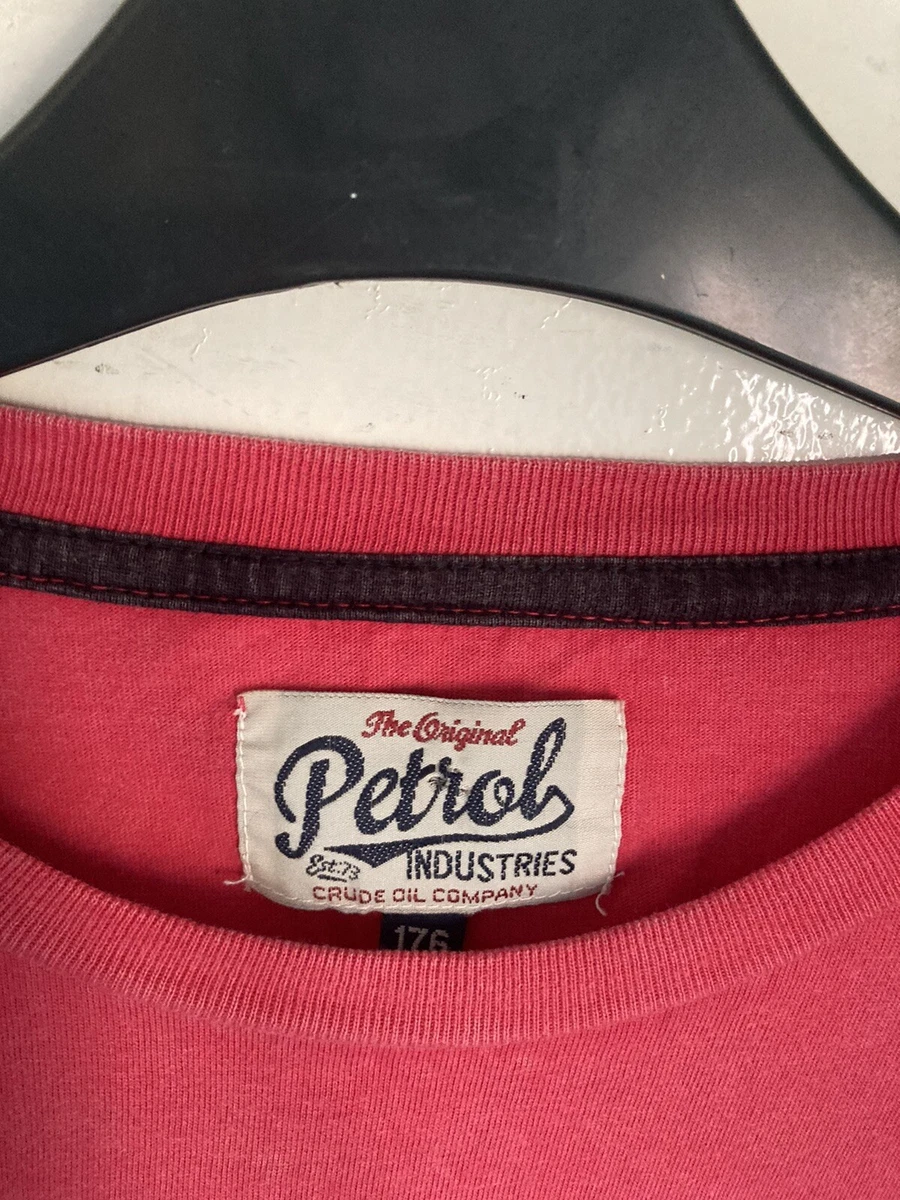 The Original
Petrol
Est. 73 INDUSTRIES
CRUDE OIL COMPANY
176